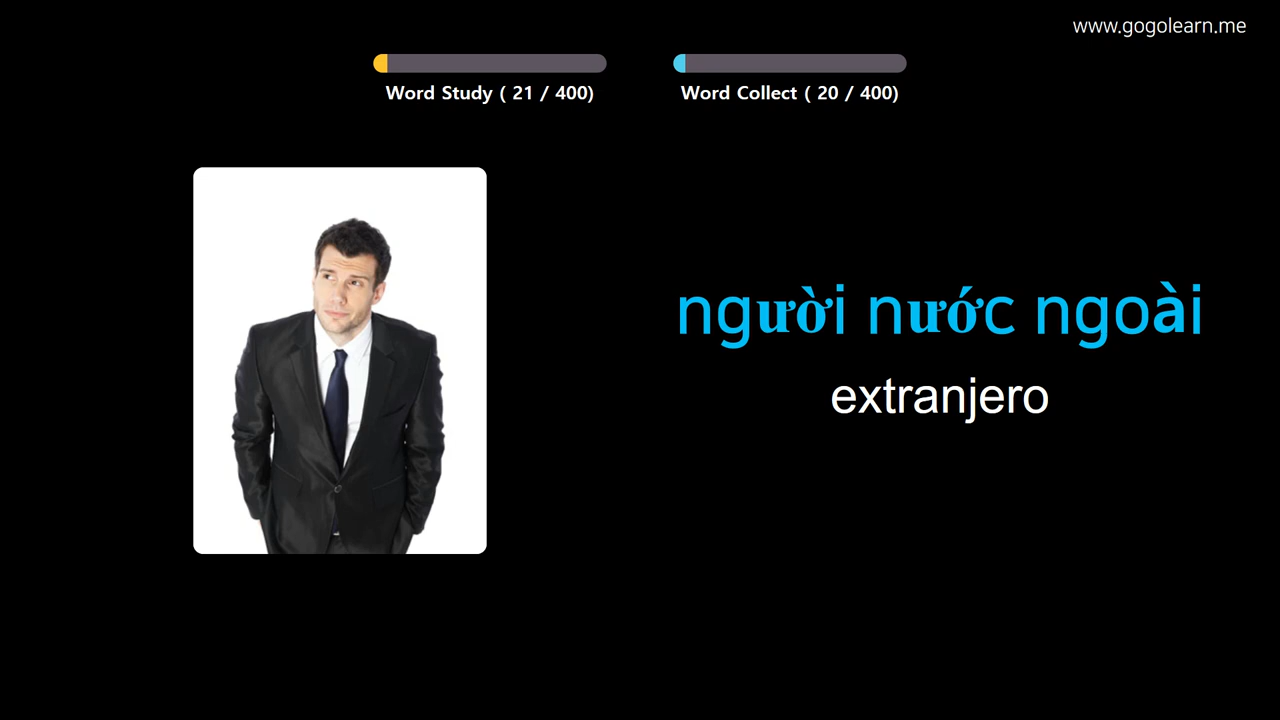 www.gogolearn.me
Word Study ( 21 / 400)
Word Collect ( 20 / 400)
người nước ngoài
extranjero